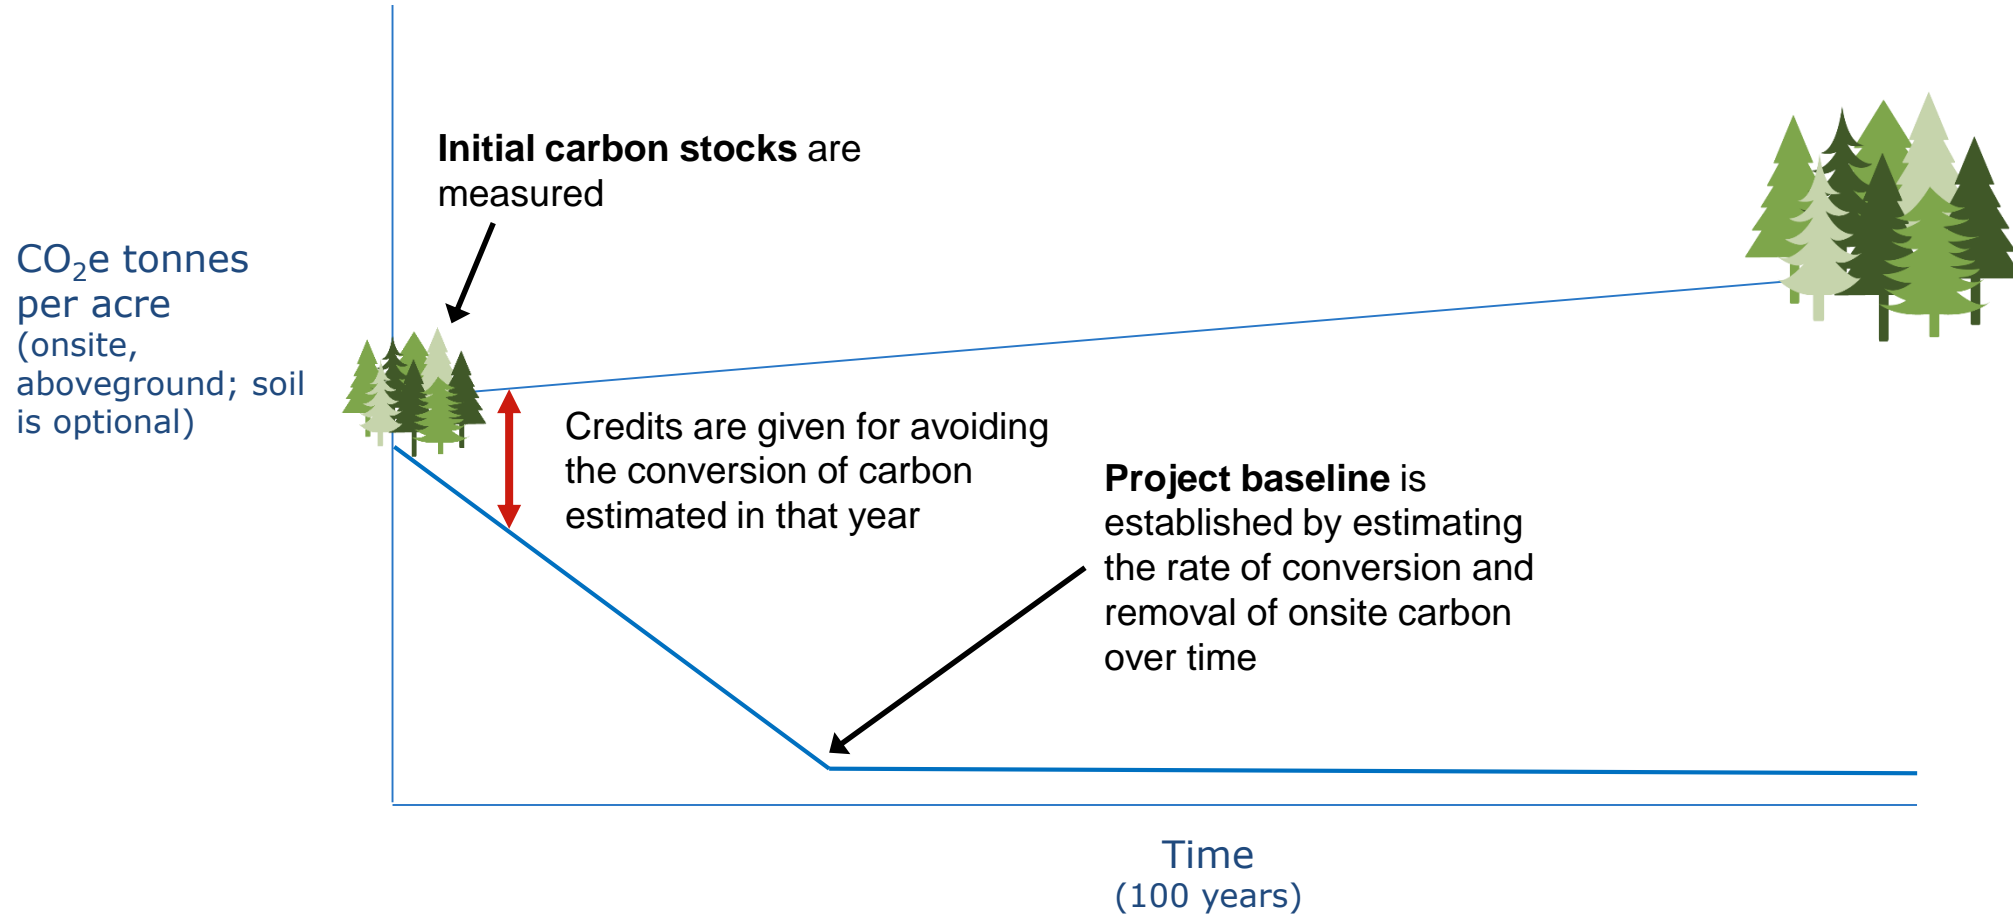 Initial carbon stocks are
measured
CO₂e tonnes
per acre
(onsite,
aboveground; soil
is optional)
Credits are given for avoiding
the conversion of carbon
estimated in that year
Project baseline is
established by estimating
the rate of conversion and
removal of onsite carbon
over time
Time
(100 years)